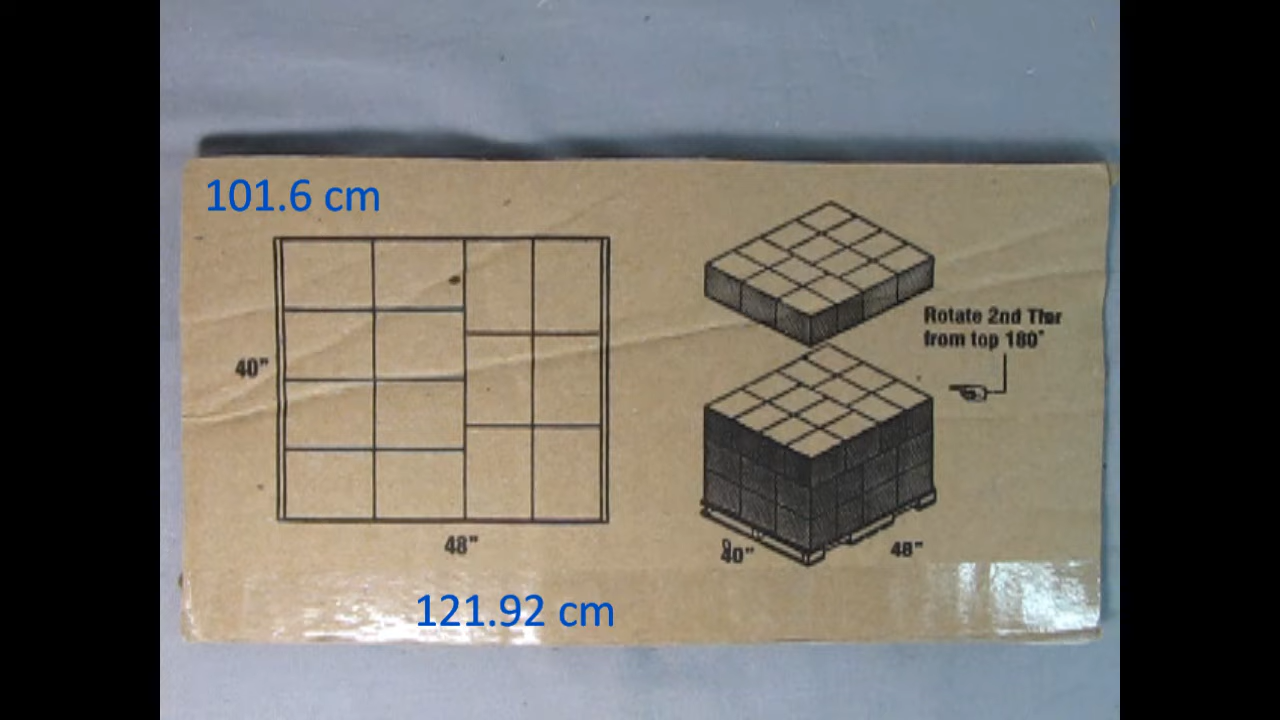 101.6 cm
40"
48"
121.92 cm
Rotate 2nd Tier
from top 180°
40"
48"